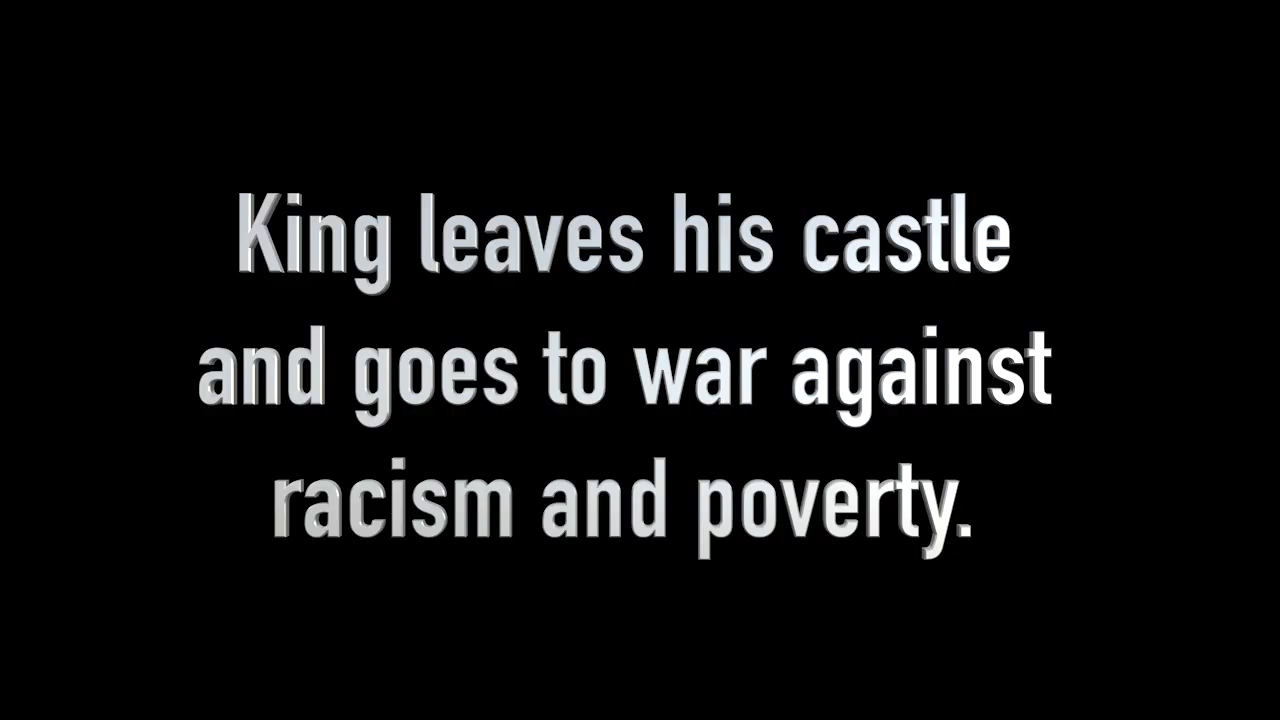 King leaves his castle
and goes to war against
racism and poverty.